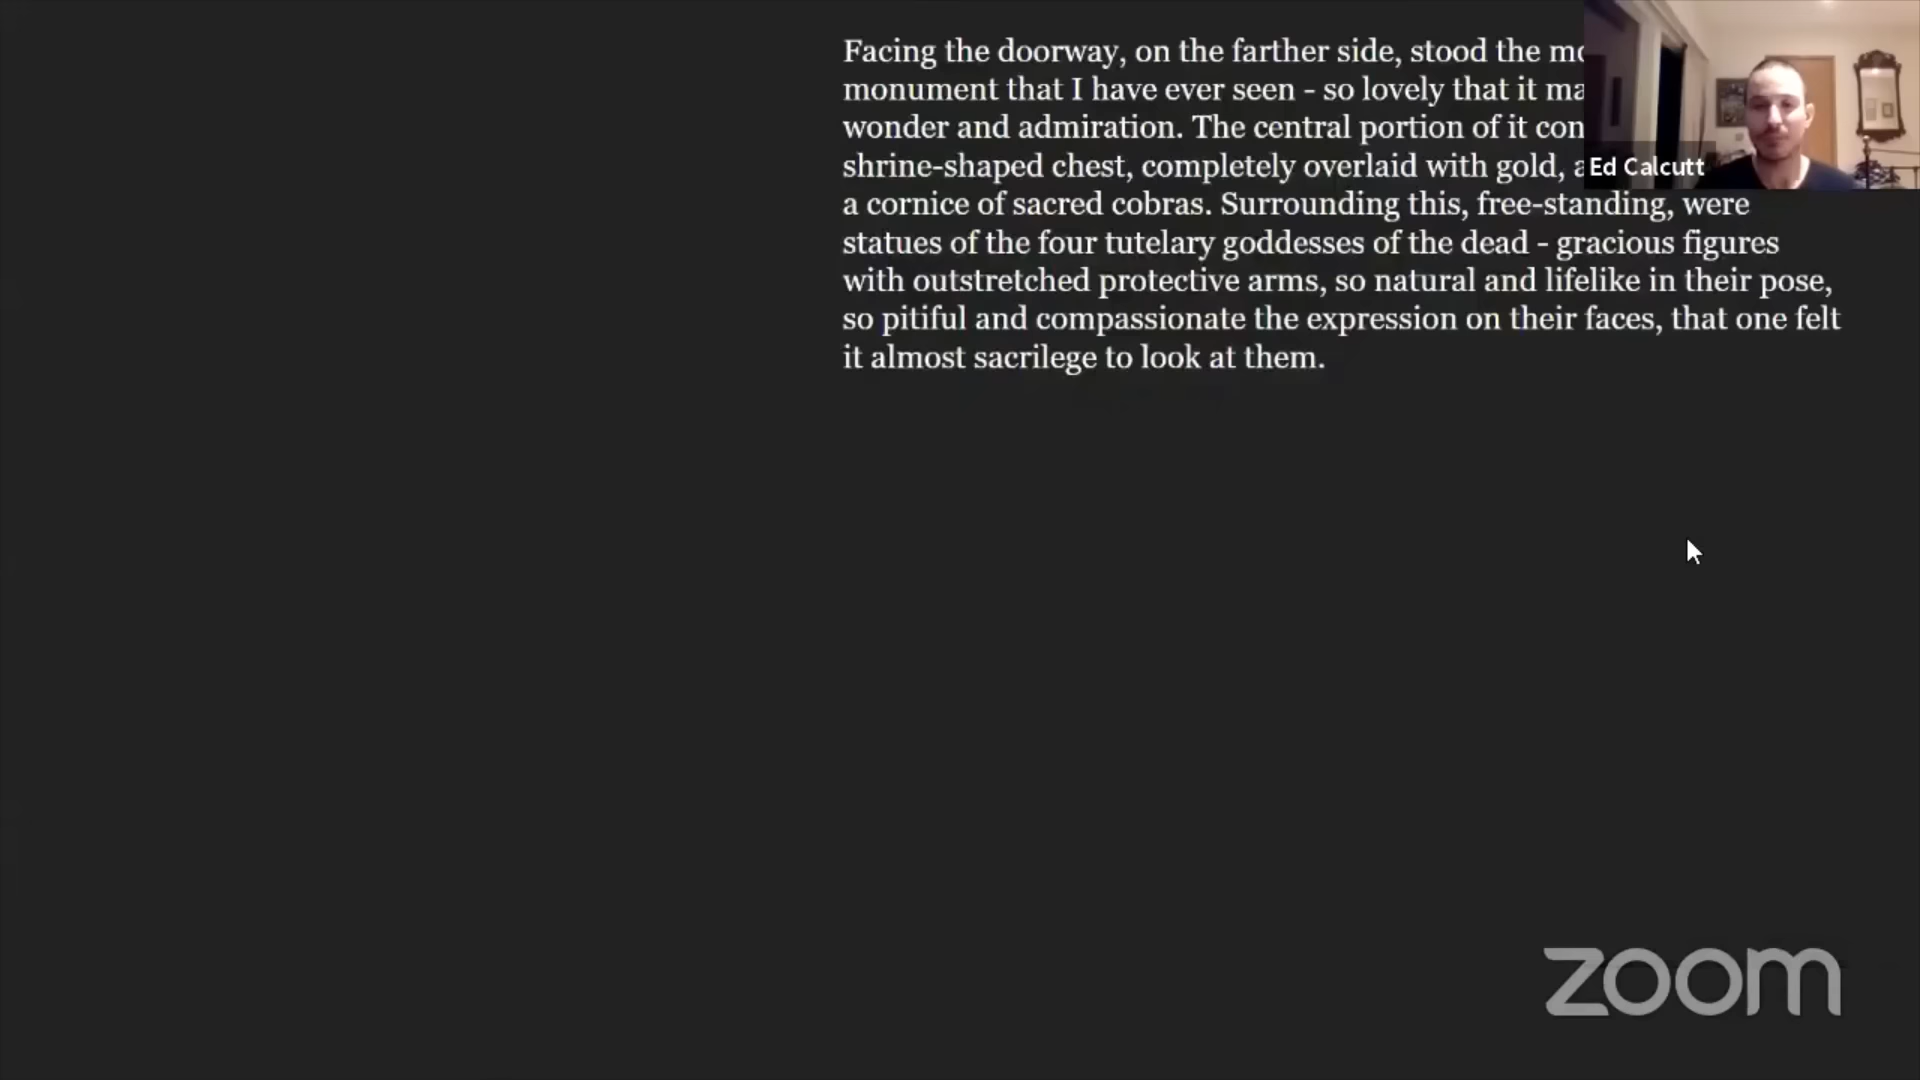 Facing the doorway, on the farther side, stood the
monument that I have ever seen - so lovely that it
wonder and admiration. The central portion of it
shrine-shaped chest, completely overlaid with gold,
Ed Calcutt
a cornice of sacred cobras. Surrounding this, free-standing, were
statues of the four tutelary goddesses of the dead - gracious figures
with outstretched protective arms, so natural and lifelike in their pose,
so pitiful and compassionate the expression on their faces, that one felt
it almost sacrilege to look at them.
zoom